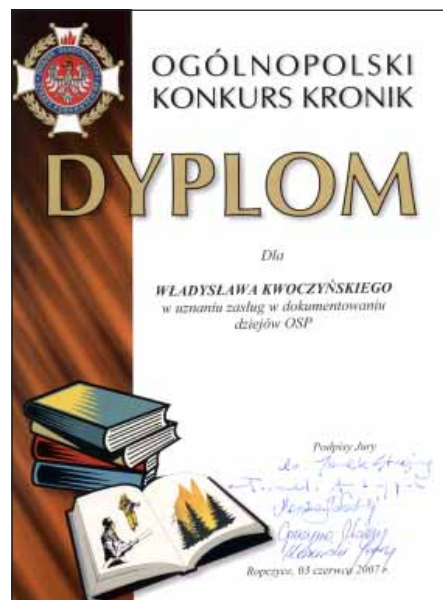 OGÓLNOPOLSKI
KONKURS KRONIK
DYPLOM
Dla
WŁADYSŁAWA KWOCZYŃSKIEGO
w uznaniu zasług w dokumentowaniu
dziejów OSP
Podpisy Jury
Ropczyce, 03 czerwca 2007 r.